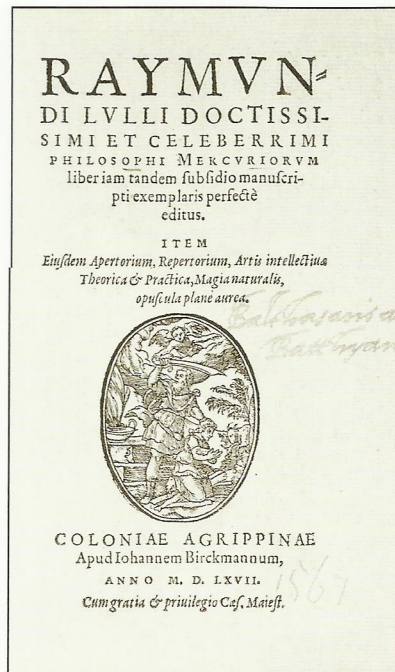 RAYMVN-
DI LVLLI DOCTISSI-
SIMI ET CELEBERRIMI
PHILOSOPHI MERCVRIORVM
liber iam tandem ſubſidio manuſcri-
pti exemplaris perfectè
editus.
ITEM
Eiuſdem Apertorium, Repertorium, Artis intellectiuæ
Theorica & Practica, Magia naturalis,
opuſcula plane aurea.
COLONIAE AGRIPPINAE
Apud Iohannem Birckmannum,
ANNO M. D. LXVII.
1567
Cum gratia & priuilegio Cæſ. Maieſt.